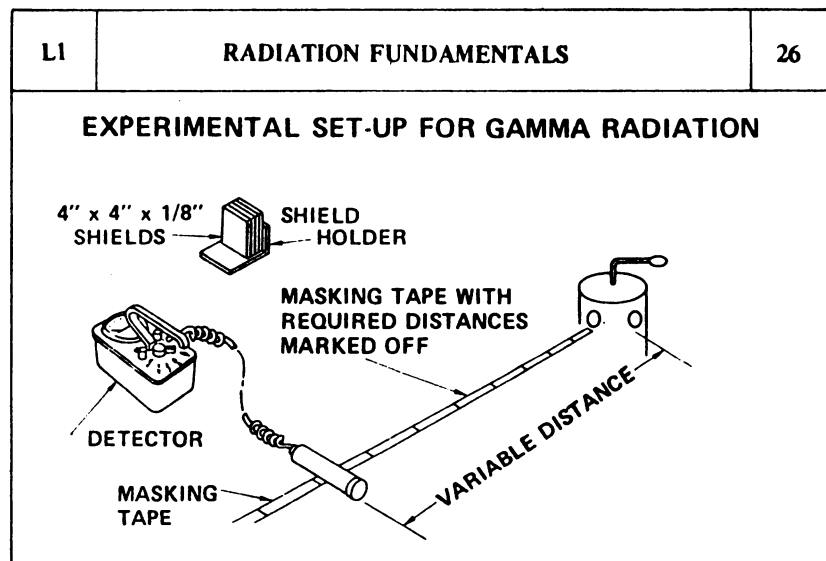 L1
RADIATION FUNDAMENTALS
26
EXPERIMENTAL SET-UP FOR GAMMA RADIATION
4" x 4" x 1/8"
SHIELDS
SHIELD
HOLDER
MASKING TAPE WITH
REQUIRED DISTANCES
MARKED OFF
DETECTOR
MASKING
TAPE
VARIABLE DISTANCE